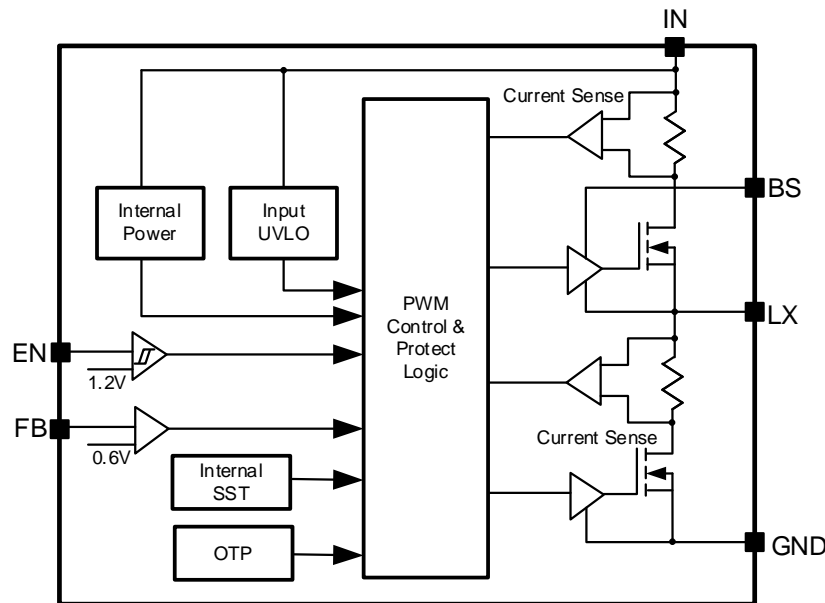 IN
Current Sense
BS
Internal
Power
Input
UVLO
PWM
Control &
Protect
Logic
LX
EN
1.2V
FB
0.6V
Current Sense
Internal
SST
OTP
GND